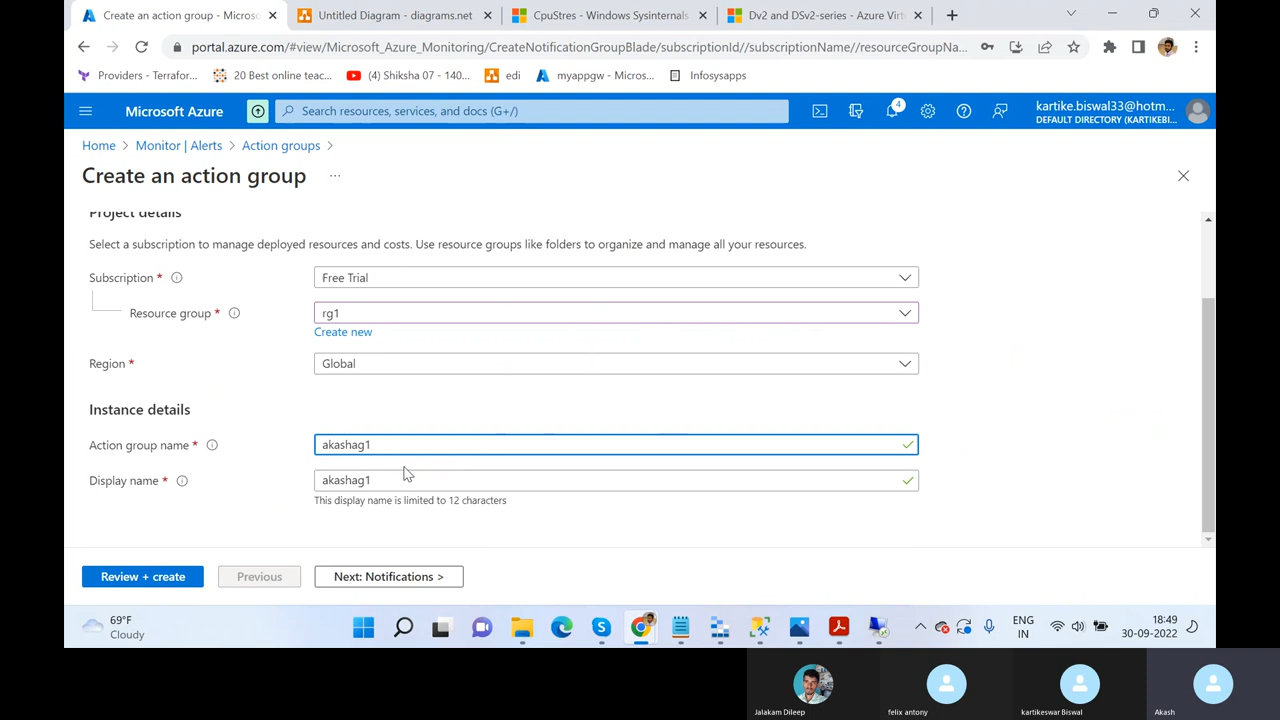 Create an action group - Microso
Untitled Diagram - diagrams.net
CpuStres - Windows Sysinternals
Dv2 and DSv2-series - Azure Virt
portal.azure.com/#view/Microsoft_Azure_Monitoring/CreateNotificationGroupBlade/subscriptionId//subscriptionName//resourceGroupNa...
Providers - Terrafor...
20 Best online teac...
(4) Shiksha 07 - 140...
edi
myappgw - Micros...
Infosysapps
Microsoft Azure
Search resources, services, and docs (G+/)
4
kartike.biswal33@hotm...
DEFAULT DIRECTORY (KARTIKEBI...
Home > Monitor | Alerts > Action groups >
Create an action group ...
Project details
Select a subscription to manage deployed resources and costs. Use resource groups like folders to organize and manage all your resources.
Subscription *
Free Trial
Resource group *
rg1
Create new
Region *
Global
Instance details
Action group name *
akashag1
Display name *
akashag1
This display name is limited to 12 characters
Review + create
Previous
Next: Notifications >
69°F
Cloudy
ENG
IN
18:49
30-09-2022
Jalakam Dileep
felix antony
kartikeswar Biswal
Akash